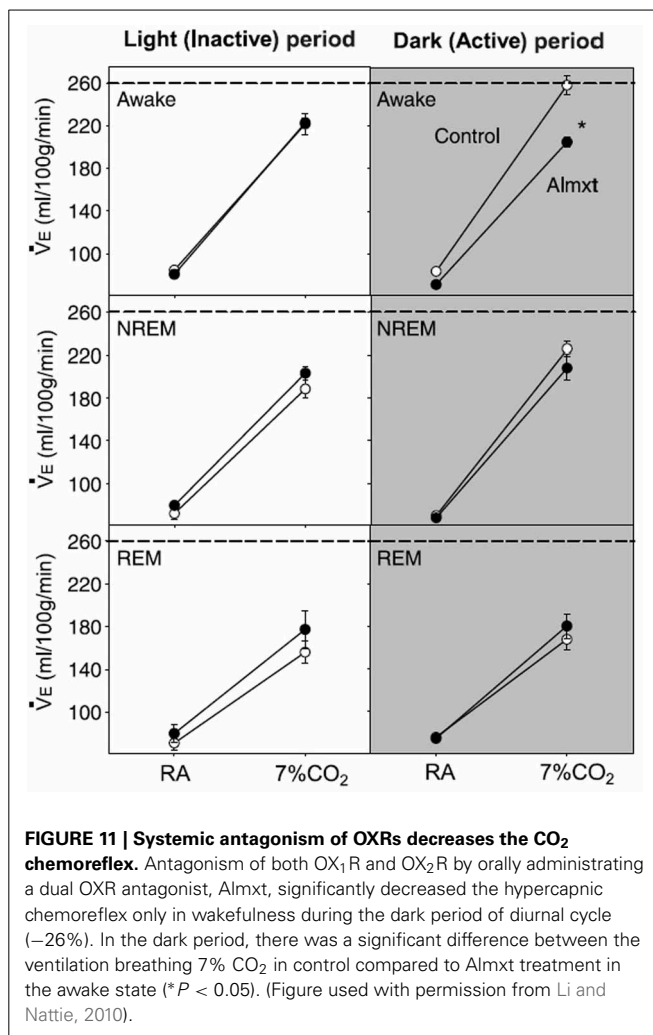 Light (Inactive) period
Dark (Active) period
260
220
180
140
100
V̇E (ml/100g/min)
Awake
Awake
Control
*
Almxt
260
220
180
140
100
V̇E (ml/100g/min)
NREM
NREM
260
220
180
140
100
V̇E (ml/100g/min)
REM
REM
RA
7%CO₂
RA
7%CO₂
FIGURE 11 | Systemic antagonism of OXRs decreases the CO₂
chemoreflex. Antagonism of both OX₁R and OX₂R by orally administrating
a dual OXR antagonist, Almxt, significantly decreased the hypercapnic
chemoreflex only in wakefulness during the dark period of diurnal cycle
(−26%). In the dark period, there was a significant difference between the
ventilation breathing 7% CO₂ in control compared to Almxt treatment in
the awake state (*P < 0.05). (Figure used with permission from Li and
Nattie, 2010).